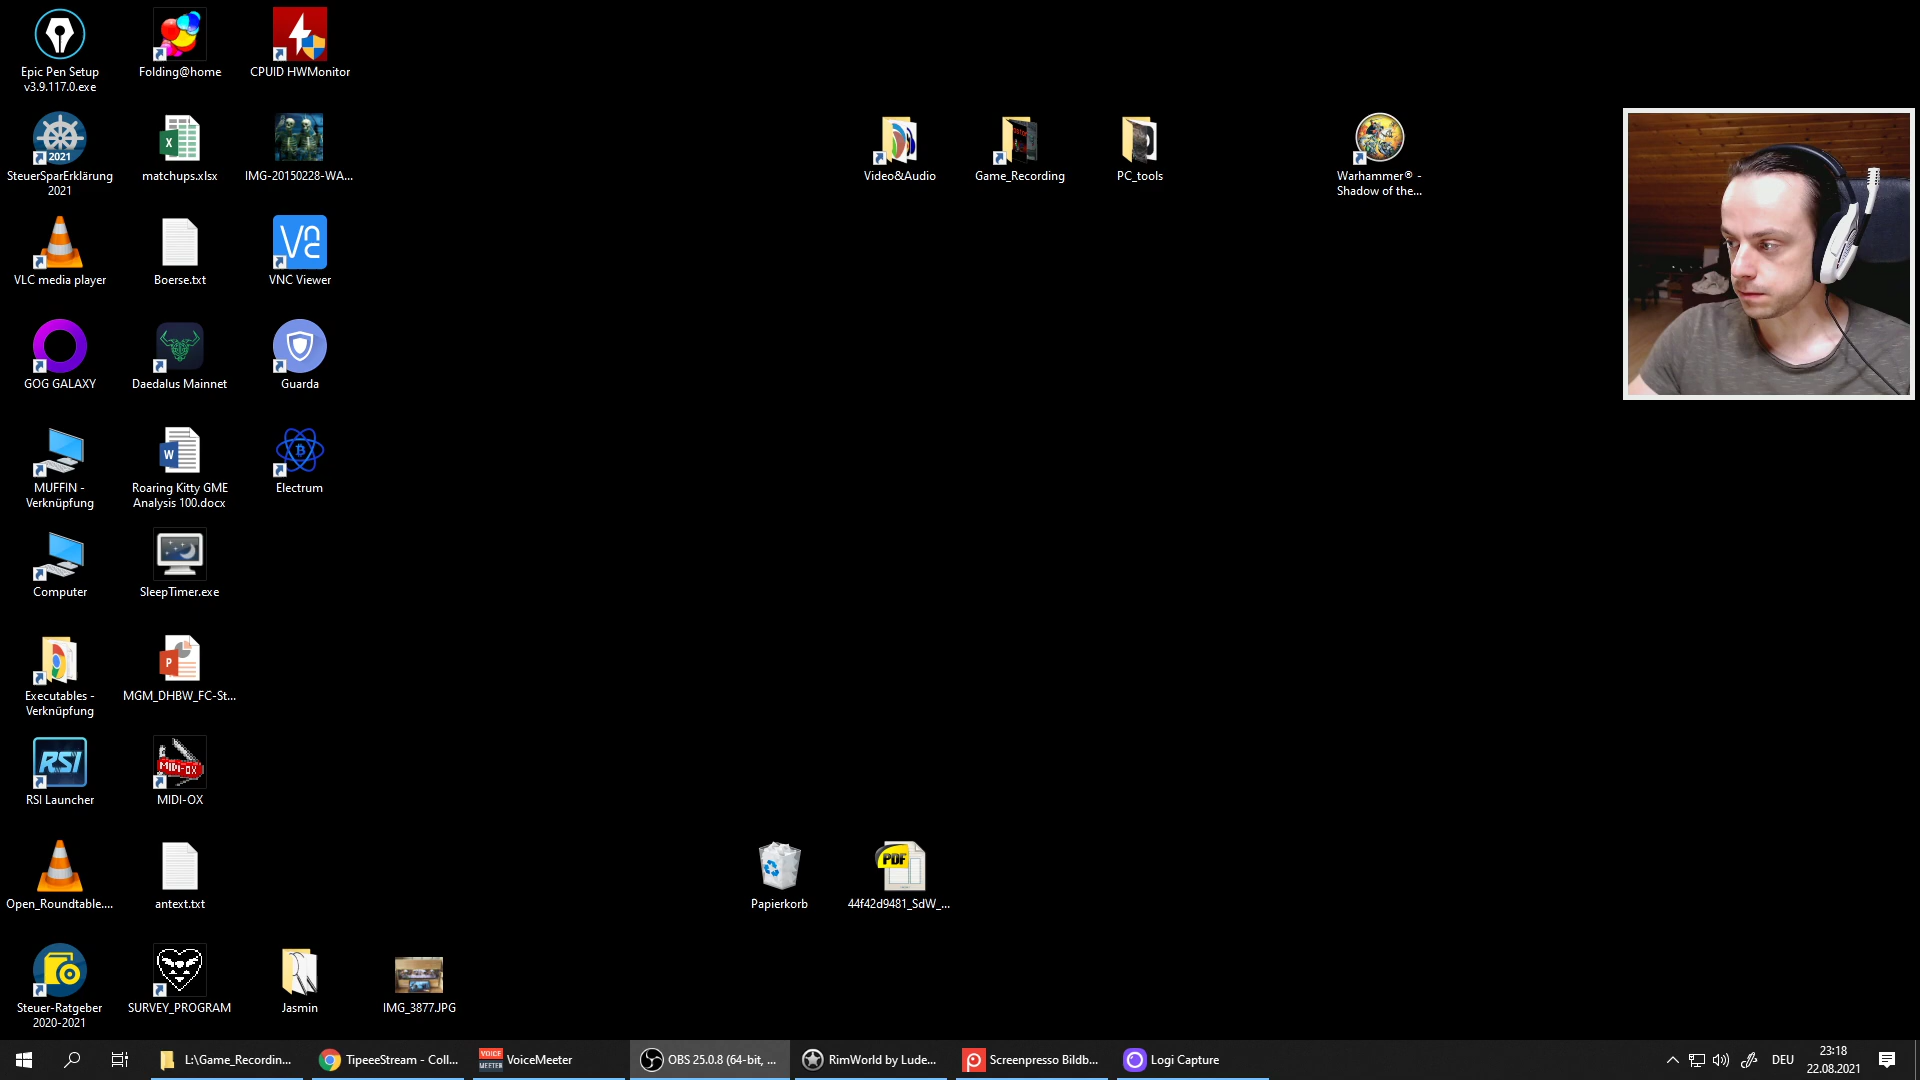 Epic Pen Setup
v3.9.117.0.exe
Folding@home
CPUID HWMonitor
2021
SteuerSparErklärung
2021
X
matchups.xlsx
IMG-20150228-WA...
Video&Audio
Game_Recording
PC_tools
Warhammer® -
Shadow of the...
VLC media player
Boerse.txt
VNC Viewer
GOG GALAXY
Daedalus Mainnet
Guarda
MUFFIN -
Verknüpfung
W
Roaring Kitty GME
Analysis 100.docx
Electrum
Computer
SleepTimer.exe
Executables -
Verknüpfung
P
MGM_DHBW_FC-St...
RSI
RSI Launcher
MIDI-OX
MIDI-OX
Open_Roundtable....
antext.txt
Papierkorb
PDF
44f42d9481_SdW_...
Steuer-Ratgeber
2020-2021
SURVEY_PROGRAM
Jasmin
IMG_3877.JPG
L:\Game_Recordin...
TipeeeStream - Coll...
VOICE
MEETER
VoiceMeeter
OBS 25.0.8 (64-bit, ...
RimWorld by Lude...
Screenpresso Bildb...
Logi Capture
DEU
23:18
22.08.2021